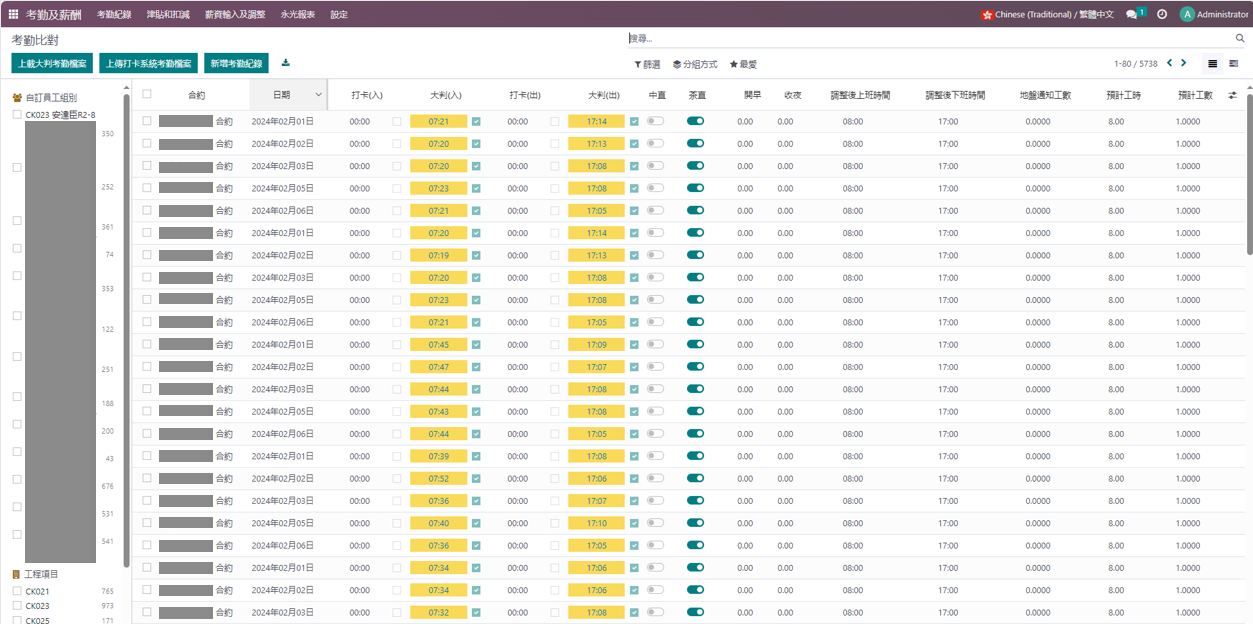 考勤及薪酬 考勤紀錄 津貼和扣減 薪資輸入及調整 永光報表 設定 Chinese (Traditional) / 繁體中文 1 A Administrator
考勤比對 搜尋...
上載大判考勤檔案 上傳打卡系統考勤檔案 新增考勤紀錄 篩選 分組方式 最愛 1-80 / 5738
自訂員工組別 合約 日期 打卡(入) 大判(入) 打卡(出) 大判(出) 中直 茶直 開早 收夜 調整後上班時間 調整後下班時間 地盤通知工數 預計工時 預計工數
CK023 安達臣R2-8
350
252
361
74
353
122
251
188
200
43
676
531
541
工程項目
CK021 765
CK023 973
CK025 171
合約 2024年02月01日 00:00 07:21 00:00 17:14 0.00 0.00 08:00 17:00 0.0000 8.00 1.0000
合約 2024年02月02日 00:00 07:20 00:00 17:13 0.00 0.00 08:00 17:00 0.0000 8.00 1.0000
合約 2024年02月03日 00:00 07:20 00:00 17:08 0.00 0.00 08:00 17:00 0.0000 8.00 1.0000
合約 2024年02月05日 00:00 07:23 00:00 17:08 0.00 0.00 08:00 17:00 0.0000 8.00 1.0000
合約 2024年02月06日 00:00 07:21 00:00 17:05 0.00 0.00 08:00 17:00 0.0000 8.00 1.0000
合約 2024年02月01日 00:00 07:20 00:00 17:14 0.00 0.00 08:00 17:00 0.0000 8.00 1.0000
合約 2024年02月02日 00:00 07:19 00:00 17:13 0.00 0.00 08:00 17:00 0.0000 8.00 1.0000
合約 2024年02月03日 00:00 07:20 00:00 17:08 0.00 0.00 08:00 17:00 0.0000 8.00 1.0000
合約 2024年02月05日 00:00 07:23 00:00 17:08 0.00 0.00 08:00 17:00 0.0000 8.00 1.0000
合約 2024年02月06日 00:00 07:21 00:00 17:05 0.00 0.00 08:00 17:00 0.0000 8.00 1.0000
合約 2024年02月01日 00:00 07:45 00:00 17:09 0.00 0.00 08:00 17:00 0.0000 8.00 1.0000
合約 2024年02月02日 00:00 07:47 00:00 17:07 0.00 0.00 08:00 17:00 0.0000 8.00 1.0000
合約 2024年02月03日 00:00 07:44 00:00 17:08 0.00 0.00 08:00 17:00 0.0000 8.00 1.0000
合約 2024年02月05日 00:00 07:43 00:00 17:08 0.00 0.00 08:00 17:00 0.0000 8.00 1.0000
合約 2024年02月06日 00:00 07:44 00:00 17:05 0.00 0.00 08:00 17:00 0.0000 8.00 1.0000
合約 2024年02月01日 00:00 07:39 00:00 17:08 0.00 0.00 08:00 17:00 0.0000 8.00 1.0000
合約 2024年02月02日 00:00 07:52 00:00 17:06 0.00 0.00 08:00 17:00 0.0000 8.00 1.0000
合約 2024年02月03日 00:00 07:36 00:00 17:07 0.00 0.00 08:00 17:00 0.0000 8.00 1.0000
合約 2024年02月05日 00:00 07:40 00:00 17:10 0.00 0.00 08:00 17:00 0.0000 8.00 1.0000
合約 2024年02月06日 00:00 07:36 00:00 17:05 0.00 0.00 08:00 17:00 0.0000 8.00 1.0000
合約 2024年02月01日 00:00 07:34 00:00 17:06 0.00 0.00 08:00 17:00 0.0000 8.00 1.0000
合約 2024年02月02日 00:00 07:34 00:00 17:06 0.00 0.00 08:00 17:00 0.0000 8.00 1.0000
合約 2024年02月03日 00:00 07:32 00:00 17:08 0.00 0.00 08:00 17:00 0.0000 8.00 1.0000